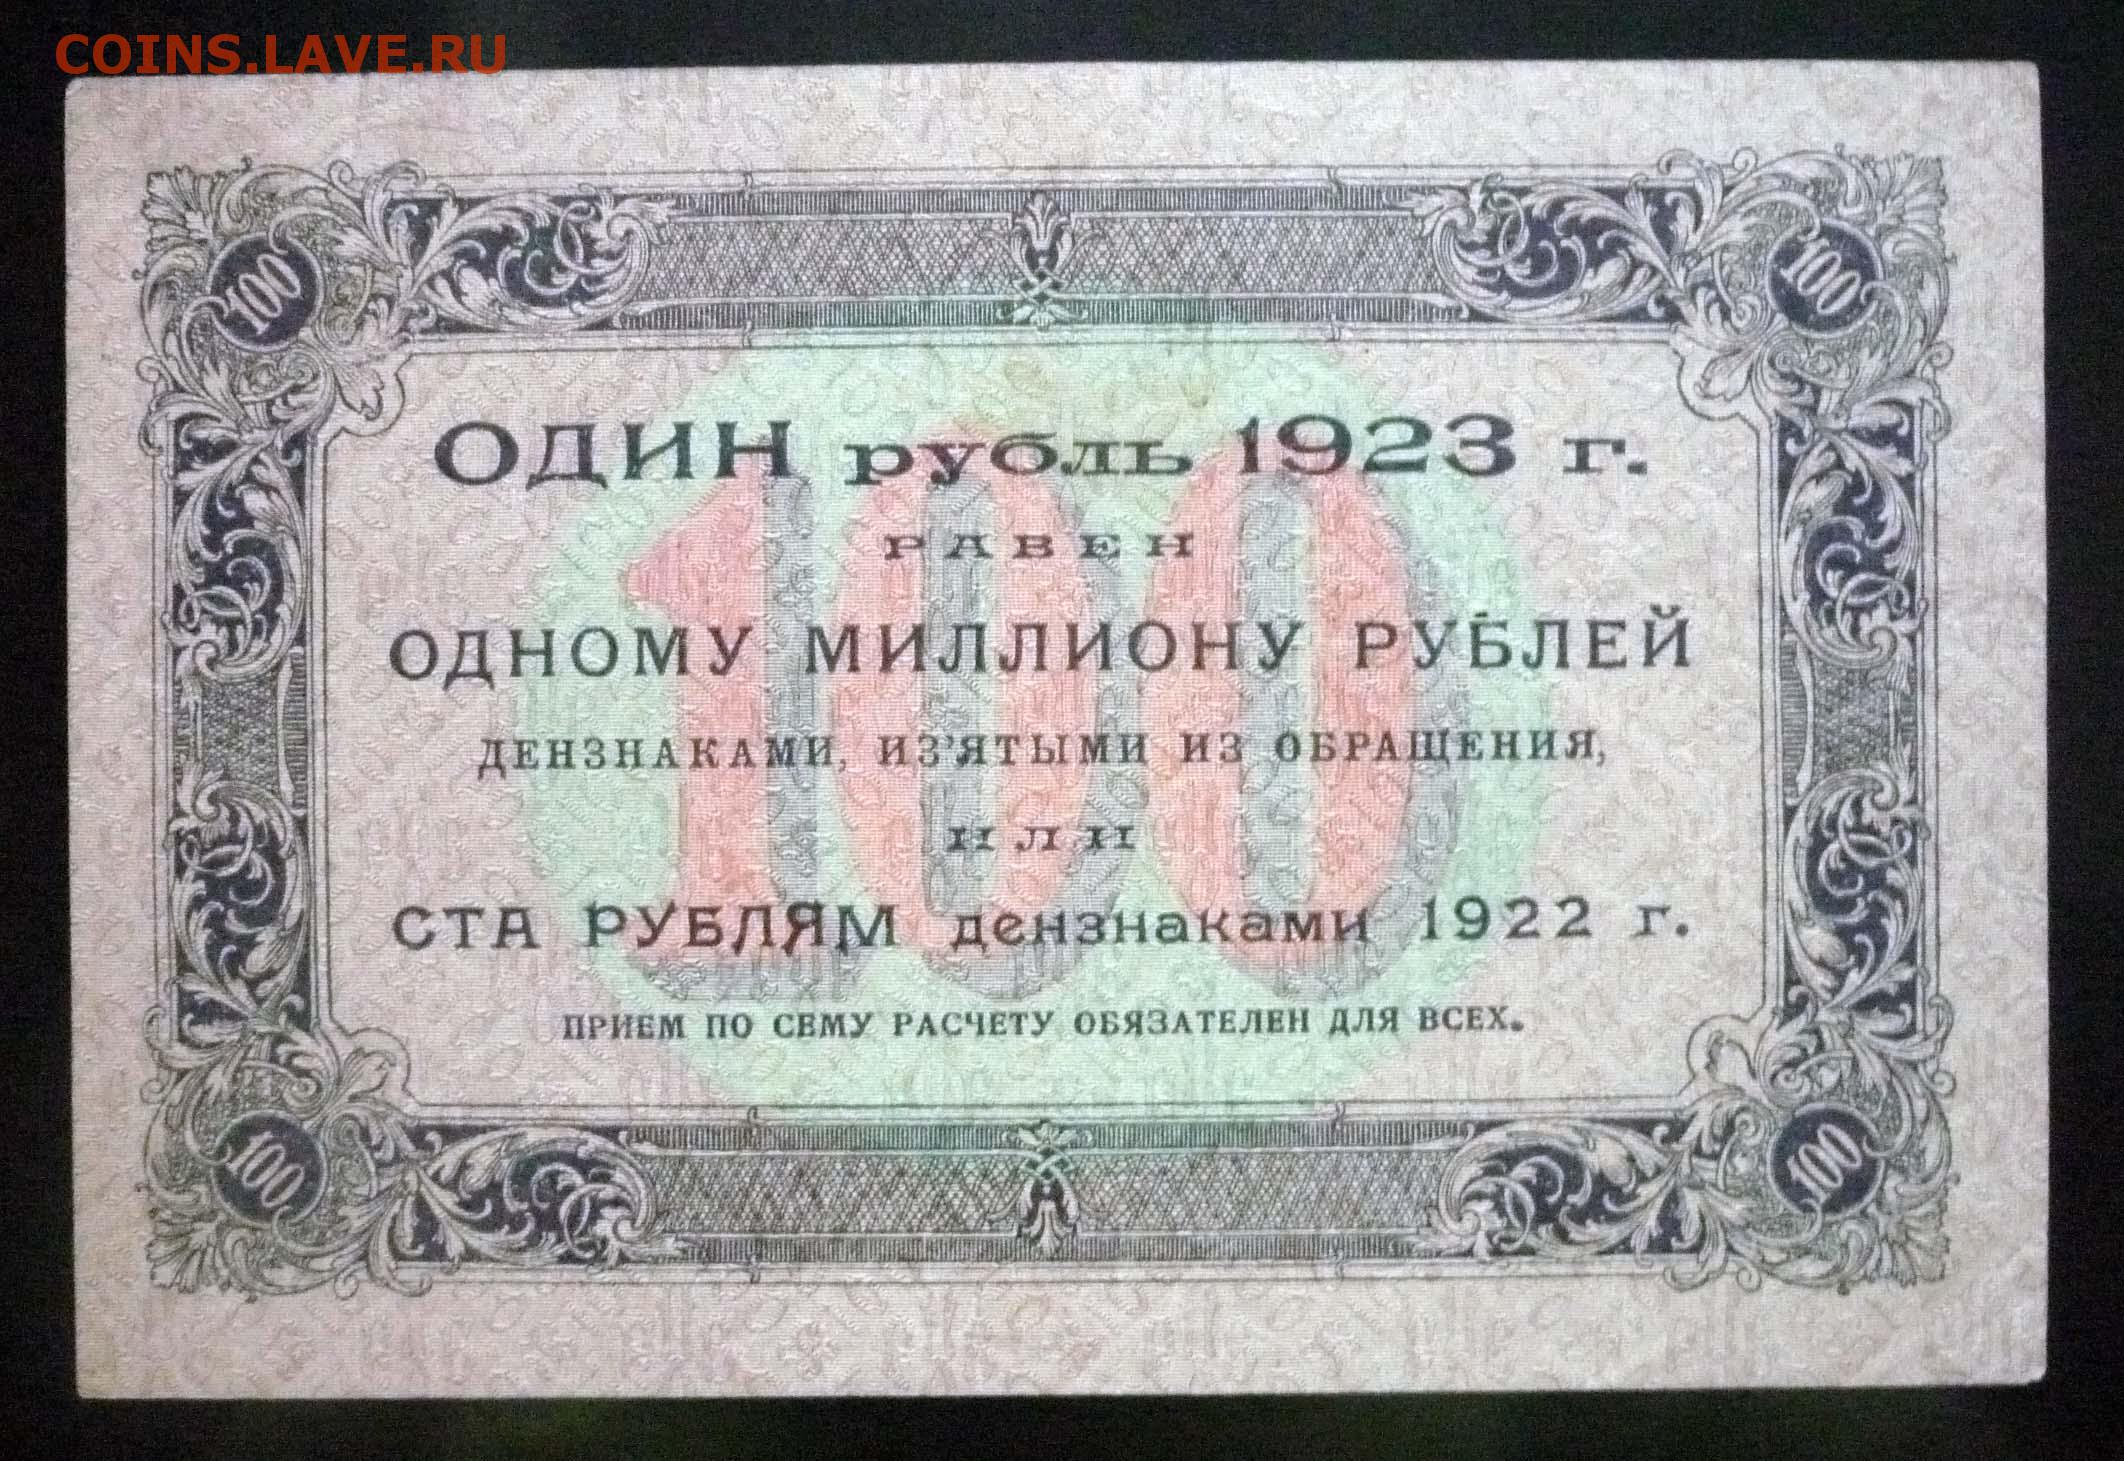 COINS.LAVE.RU
100 100
ОДИН рубль 1923 г.
РАВЕН
ОДНОМУ МИЛЛИОНУ РУБЛЕЙ
ДЕНЗНАКАМИ, ИЗ'ЯТЫМИ ИЗ ОБРАЩЕНИЯ,
ИЛИ
СТА РУБЛЯМ дензнаками 1922 г.
ПРИЕМ ПО СЕМУ РАСЧЕТУ ОБЯЗАТЕЛЕН ДЛЯ ВСЕХ.
100
100 100